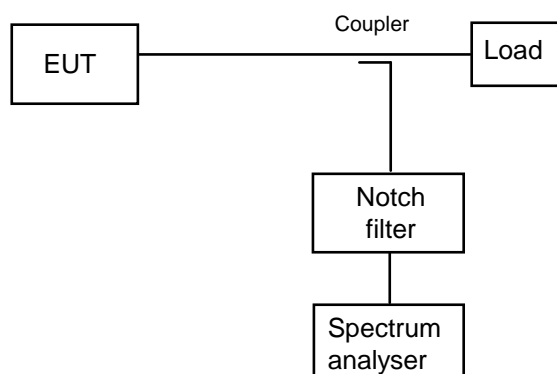 Coupler
EUT
Load
Notch
filter
Spectrum
analyser